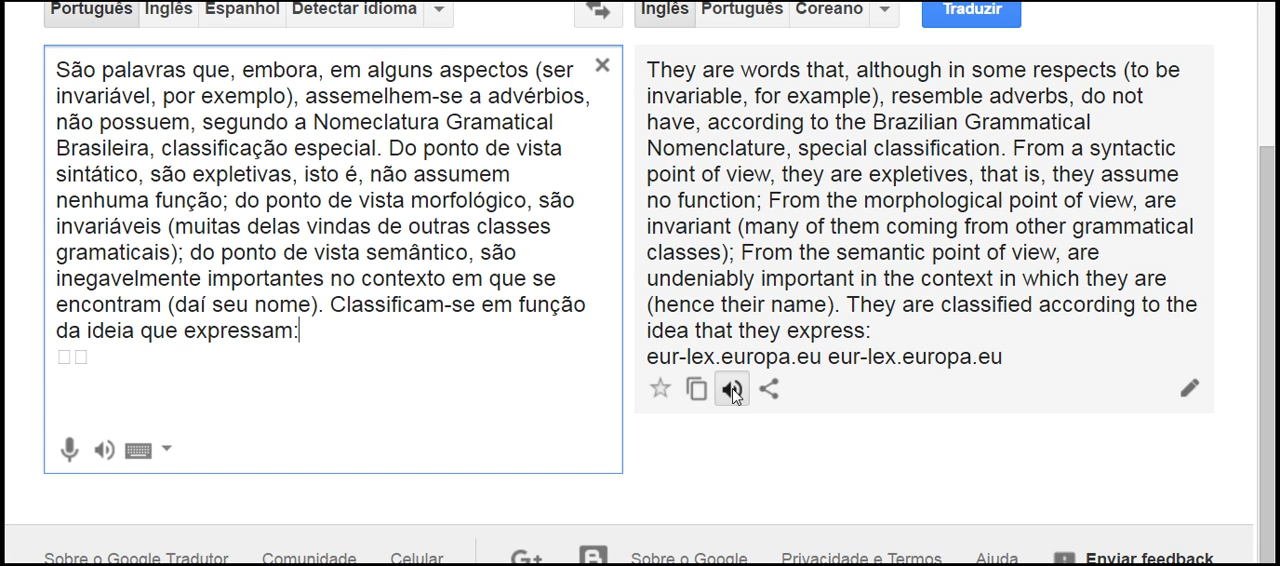 Português Inglês Espanhol Detectar idioma
Inglês Português Coreano Traduzir
São palavras que, embora, em alguns aspectos (ser
invariável, por exemplo), assemelhem-se a advérbios,
não possuem, segundo a Nomeclatura Gramatical
Brasileira, classificação especial. Do ponto de vista
sintático, são expletivas, isto é, não assumem
nenhuma função; do ponto de vista morfológico, são
invariáveis (muitas delas vindas de outras classes
gramaticais); do ponto de vista semântico, são
inegavelmente importantes no contexto em que se
encontram (daí seu nome). Classificam-se em função
da ideia que expressam:
They are words that, although in some respects (to be
invariable, for example), resemble adverbs, do not
have, according to the Brazilian Grammatical
Nomenclature, special classification. From a syntactic
point of view, they are expletives, that is, they assume
no function; From the morphological point of view, are
invariant (many of them coming from other grammatical
classes); From the semantic point of view, are
undeniably important in the context in which they are
(hence their name). They are classified according to the
idea that they express:
eur-lex.europa.eu eur-lex.europa.eu
Sobre o Google Tradutor Comunidade Celular G+ B Sobre o Google Privacidade e Termos Ajuda Enviar feedback